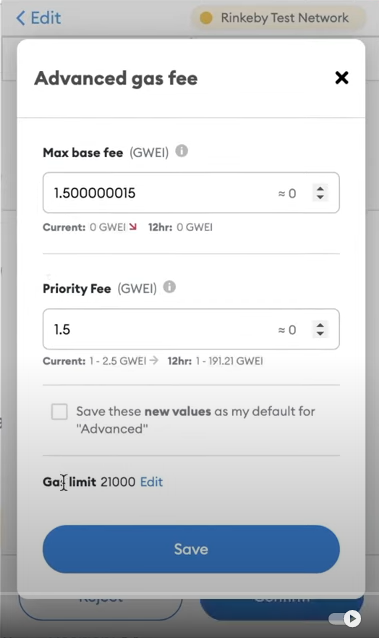 Edit
Rinkeby Test Network
Advanced gas fee
Max base fee (GWEI)
1.500000015 ≈ 0
Current: 0 GWEI ↘ 12hr: 0 GWEI
Priority Fee (GWEI)
1.5 ≈ 0
Current: 1 - 2.5 GWEI → 12hr: 1 - 191.21 GWEI
Save these new values as my default for
"Advanced"
Gas limit 21000 Edit
Save
Reject
Confirm